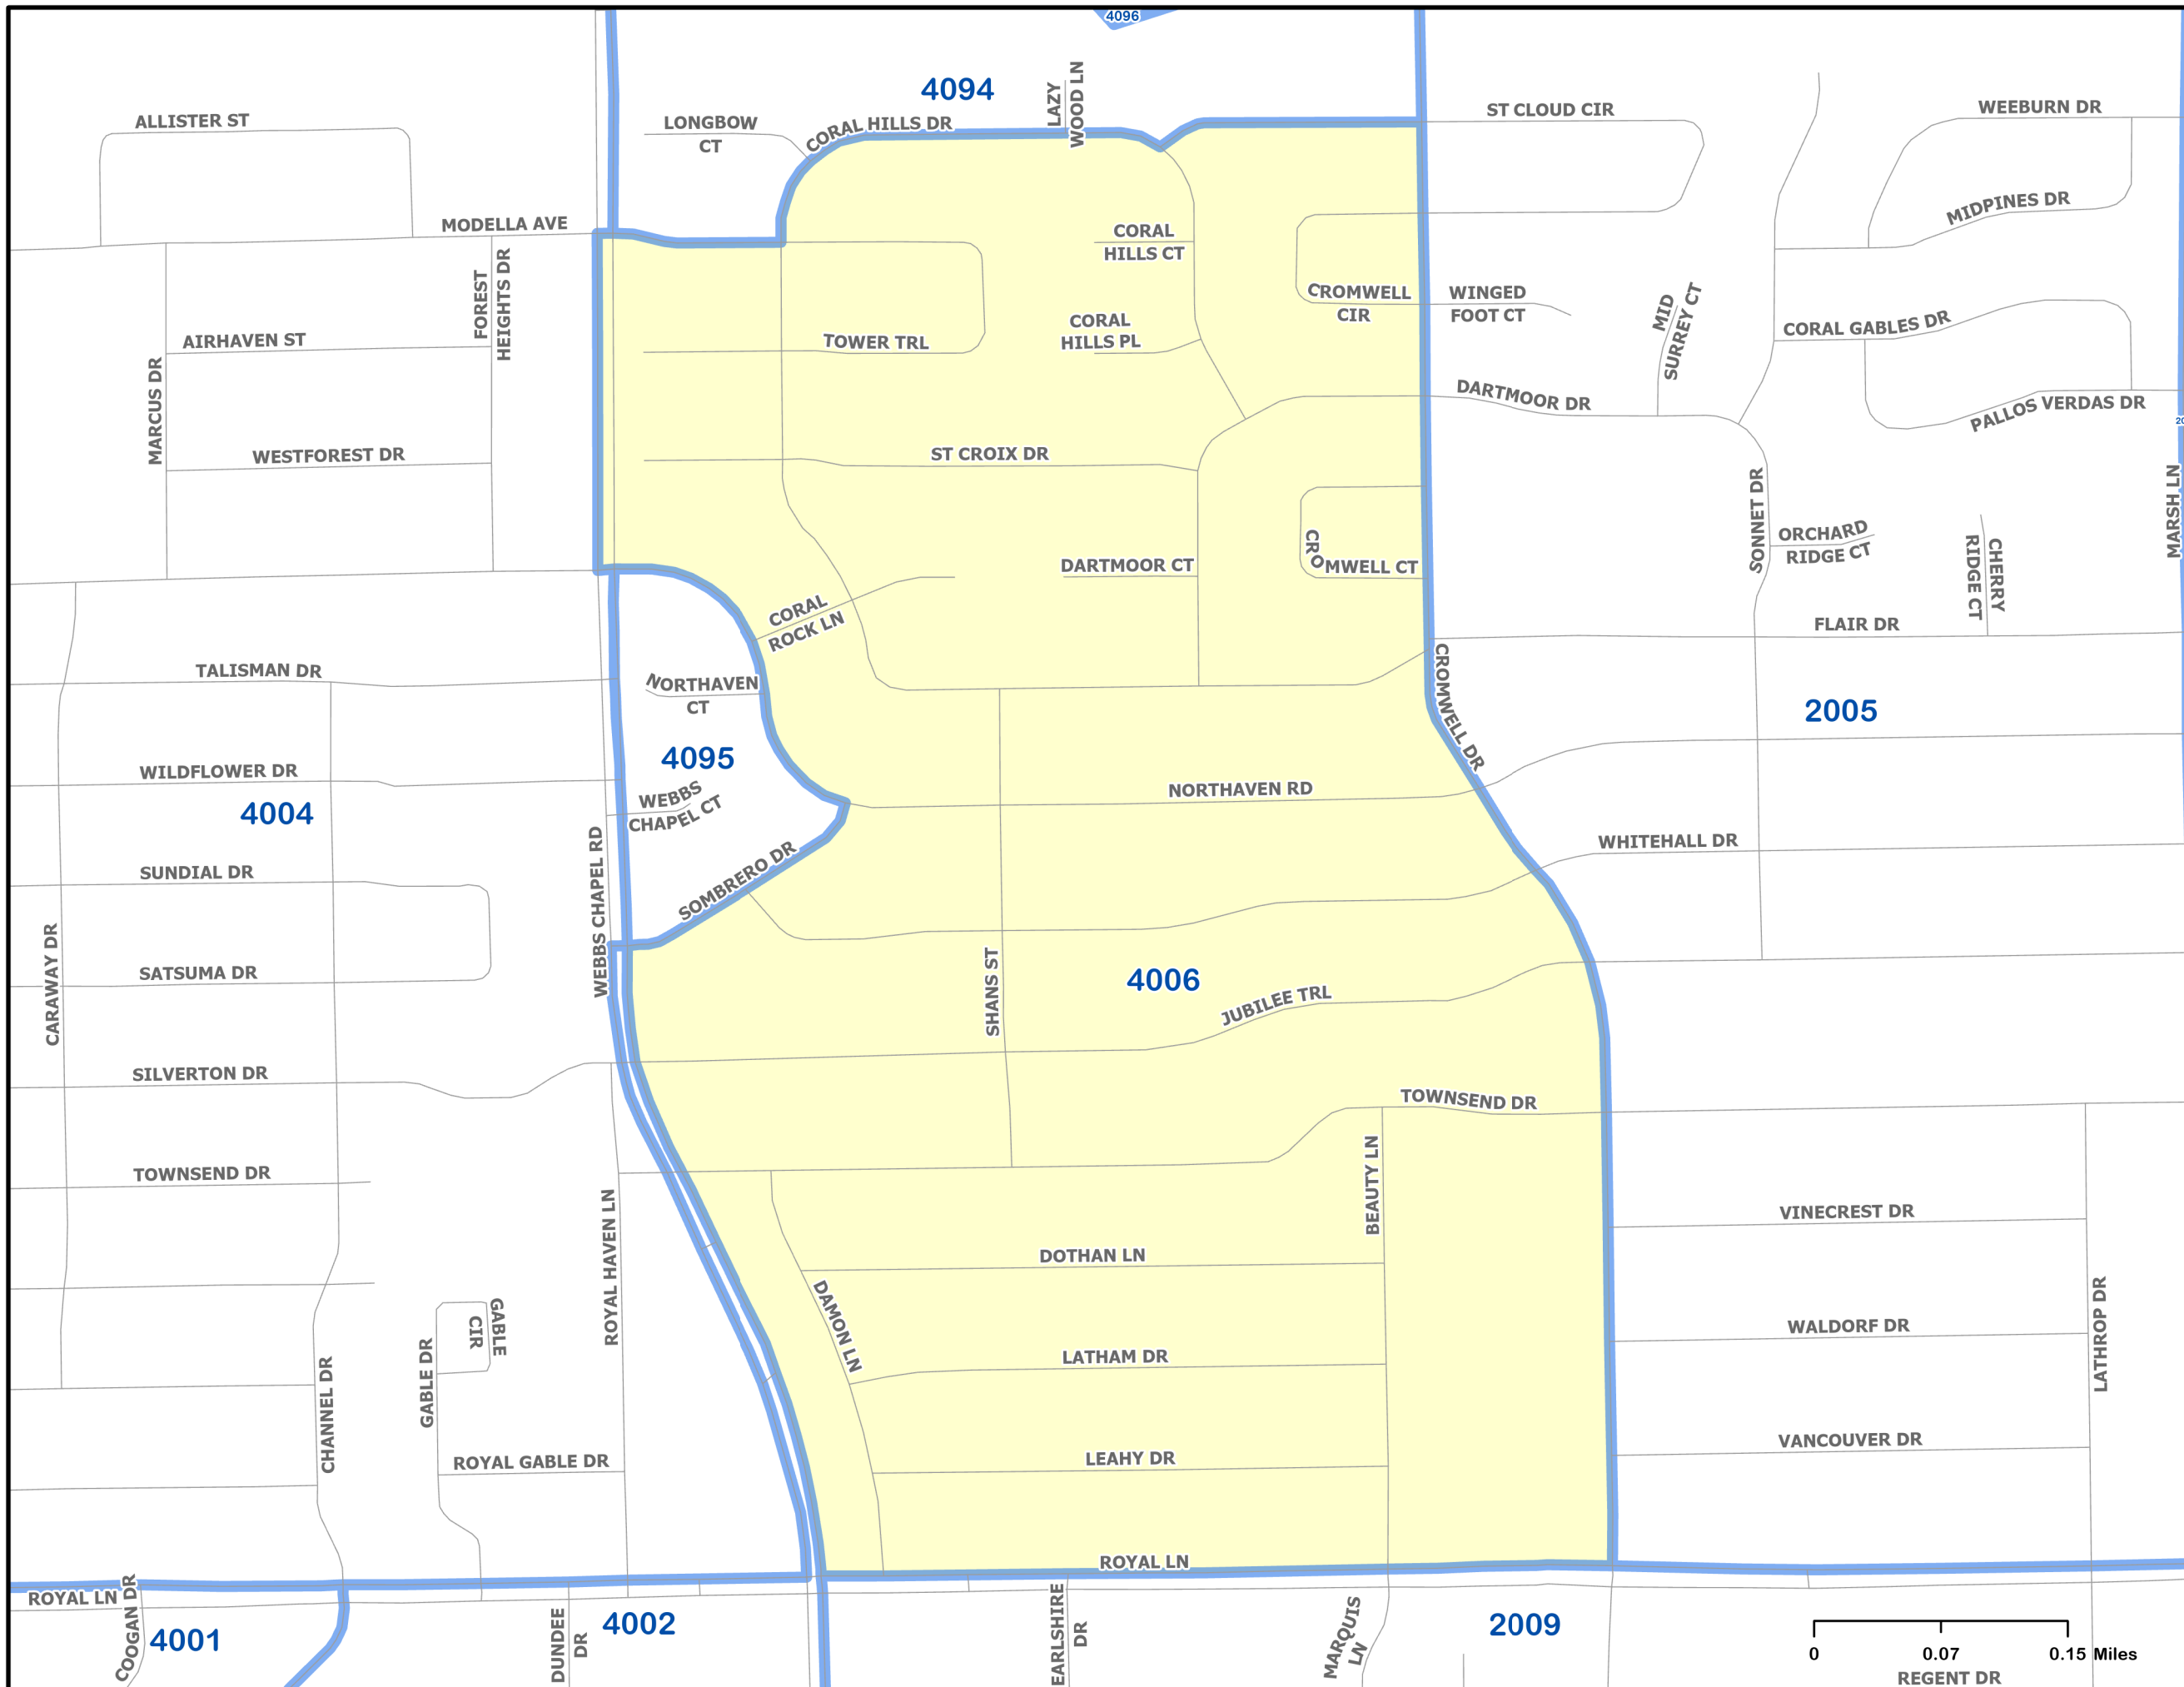 4096
4094
LAZY
WOOD LN
ALLISTER ST
LONGBOW
CT
CORAL HILLS DR
ST CLOUD CIR
WEEBURN DR
MODELLA AVE
MIDPINES DR
CORAL
HILLS CT
FOREST
HEIGHTS DR
CROMWELL
CIR
WINGED
FOOT CT
MID
SURREY CT
CORAL GABLES DR
AIRHAVEN ST
TOWER TRL
CORAL
HILLS PL
MARCUS DR
DARTMOOR DR
PALLOS VERDAS DR
20
WESTFOREST DR
ST CROIX DR
SONNET DR
MARSH LN
ORCHARD
RIDGE CT
CHERRY
RIDGE CT
DARTMOOR CT
CROMWELL CT
CORAL
ROCK LN
FLAIR DR
TALISMAN DR
NORTHAVEN
CT
CROMWELL DR
2005
4095
WILDFLOWER DR
WEBBS
CHAPEL CT
NORTHAVEN RD
4004
WHITEHALL DR
SUNDIAL DR
WEBBS CHAPEL RD
SOMBRERO DR
CARAWAY DR
SATSUMA DR
SHANS ST
4006
JUBILEE TRL
SILVERTON DR
TOWNSEND DR
TOWNSEND DR
BEAUTY LN
ROYAL HAVEN LN
VINECREST DR
DOTHAN LN
DAMON LN
GABLE
CIR
GABLE DR
WALDORF DR
LATHROP DR
LATHAM DR
CHANNEL DR
VANCOUVER DR
ROYAL GABLE DR
LEAHY DR
ROYAL LN
ROYAL LN
COOGAN DR
4001
DUNDEE
DR
4002
EARLSHIRE
DR
MARQUIS
LN
2009
0
0.07
0.15 Miles
REGENT DR